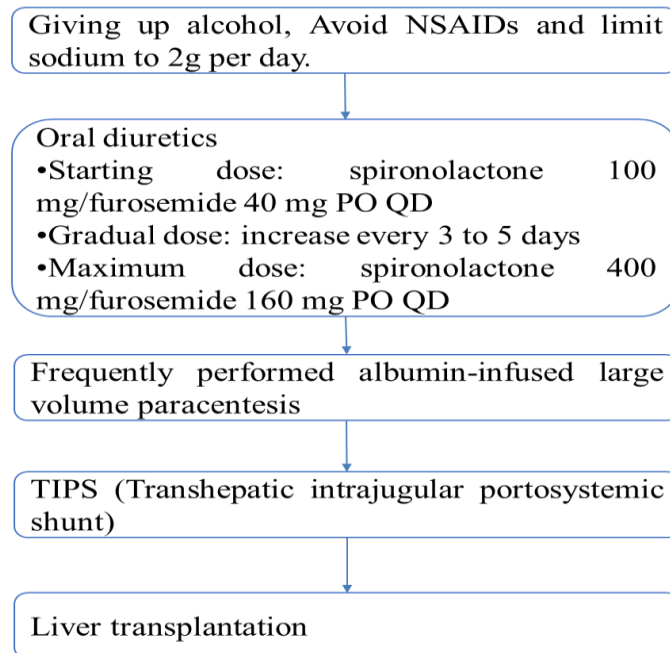 Giving up alcohol, Avoid NSAIDs and limit
sodium to 2g per day.
Oral diuretics
•Starting dose: spironolactone 100
mg/furosemide 40 mg PO QD
•Gradual dose: increase every 3 to 5 days
•Maximum dose: spironolactone 400
mg/furosemide 160 mg PO QD
Frequently performed albumin-infused large
volume paracentesis
TIPS (Transhepatic intrajugular portosystemic
shunt)
Liver transplantation